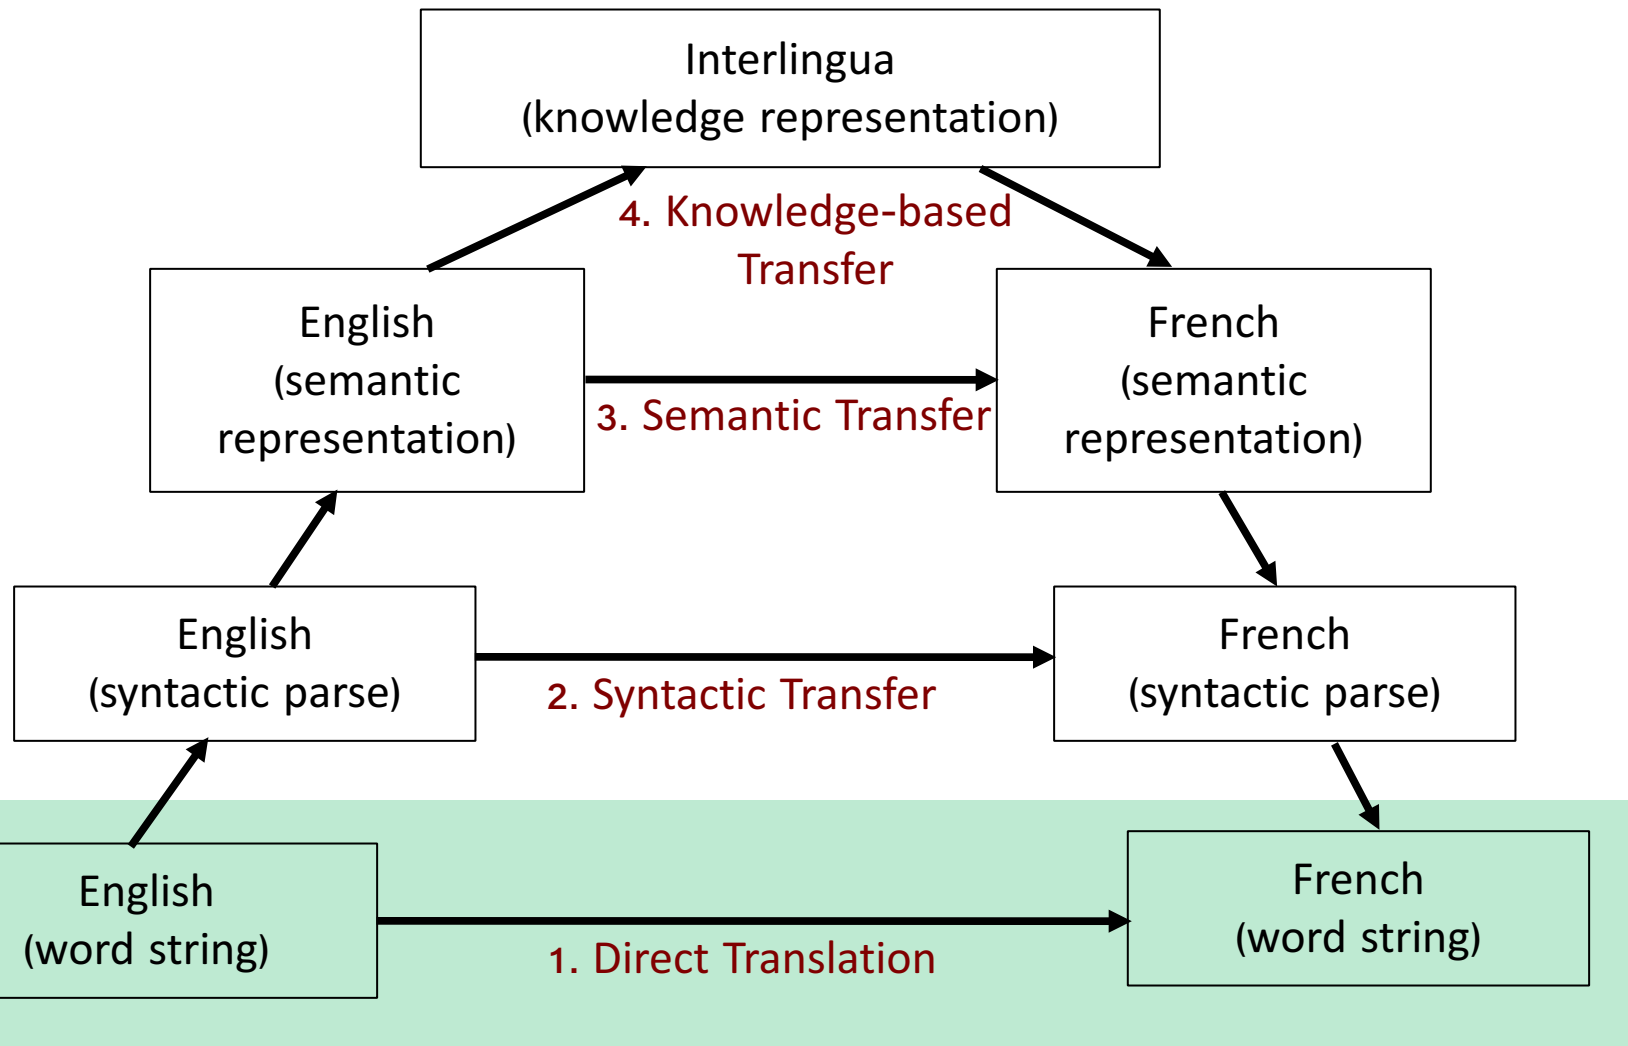 Interlingua
(knowledge representation)
4. Knowledge-based
Transfer
English
(semantic
representation)
French
(semantic
representation)
3. Semantic Transfer
English
(syntactic parse)
French
(syntactic parse)
2. Syntactic Transfer
English
(word string)
French
(word string)
1. Direct Translation